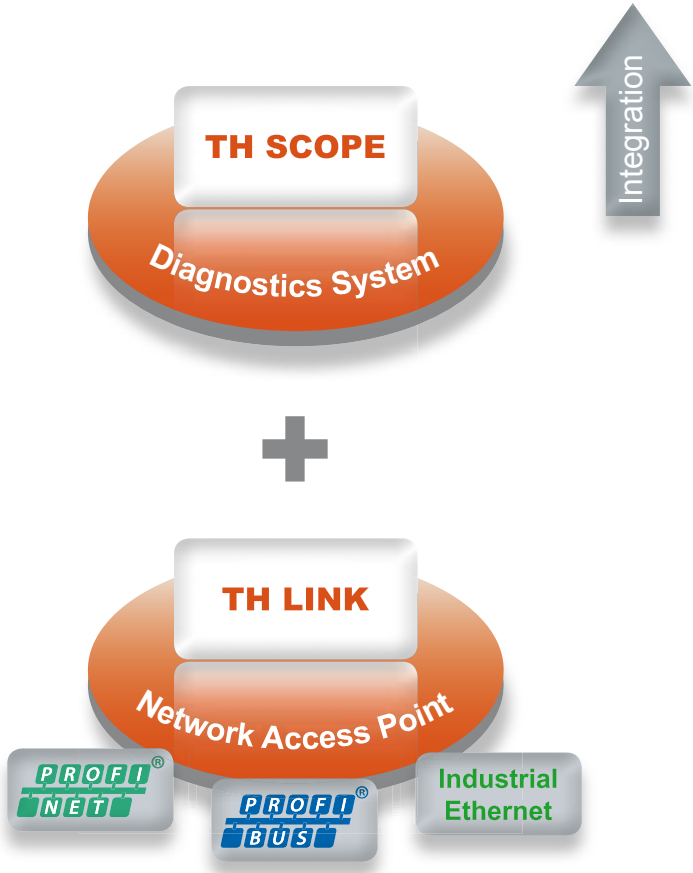 Integration
TH SCOPE
Diagnostics System
TH LINK
Network Access Point
PROFI®
NET
PROFI®
BUS
Industrial
Ethernet